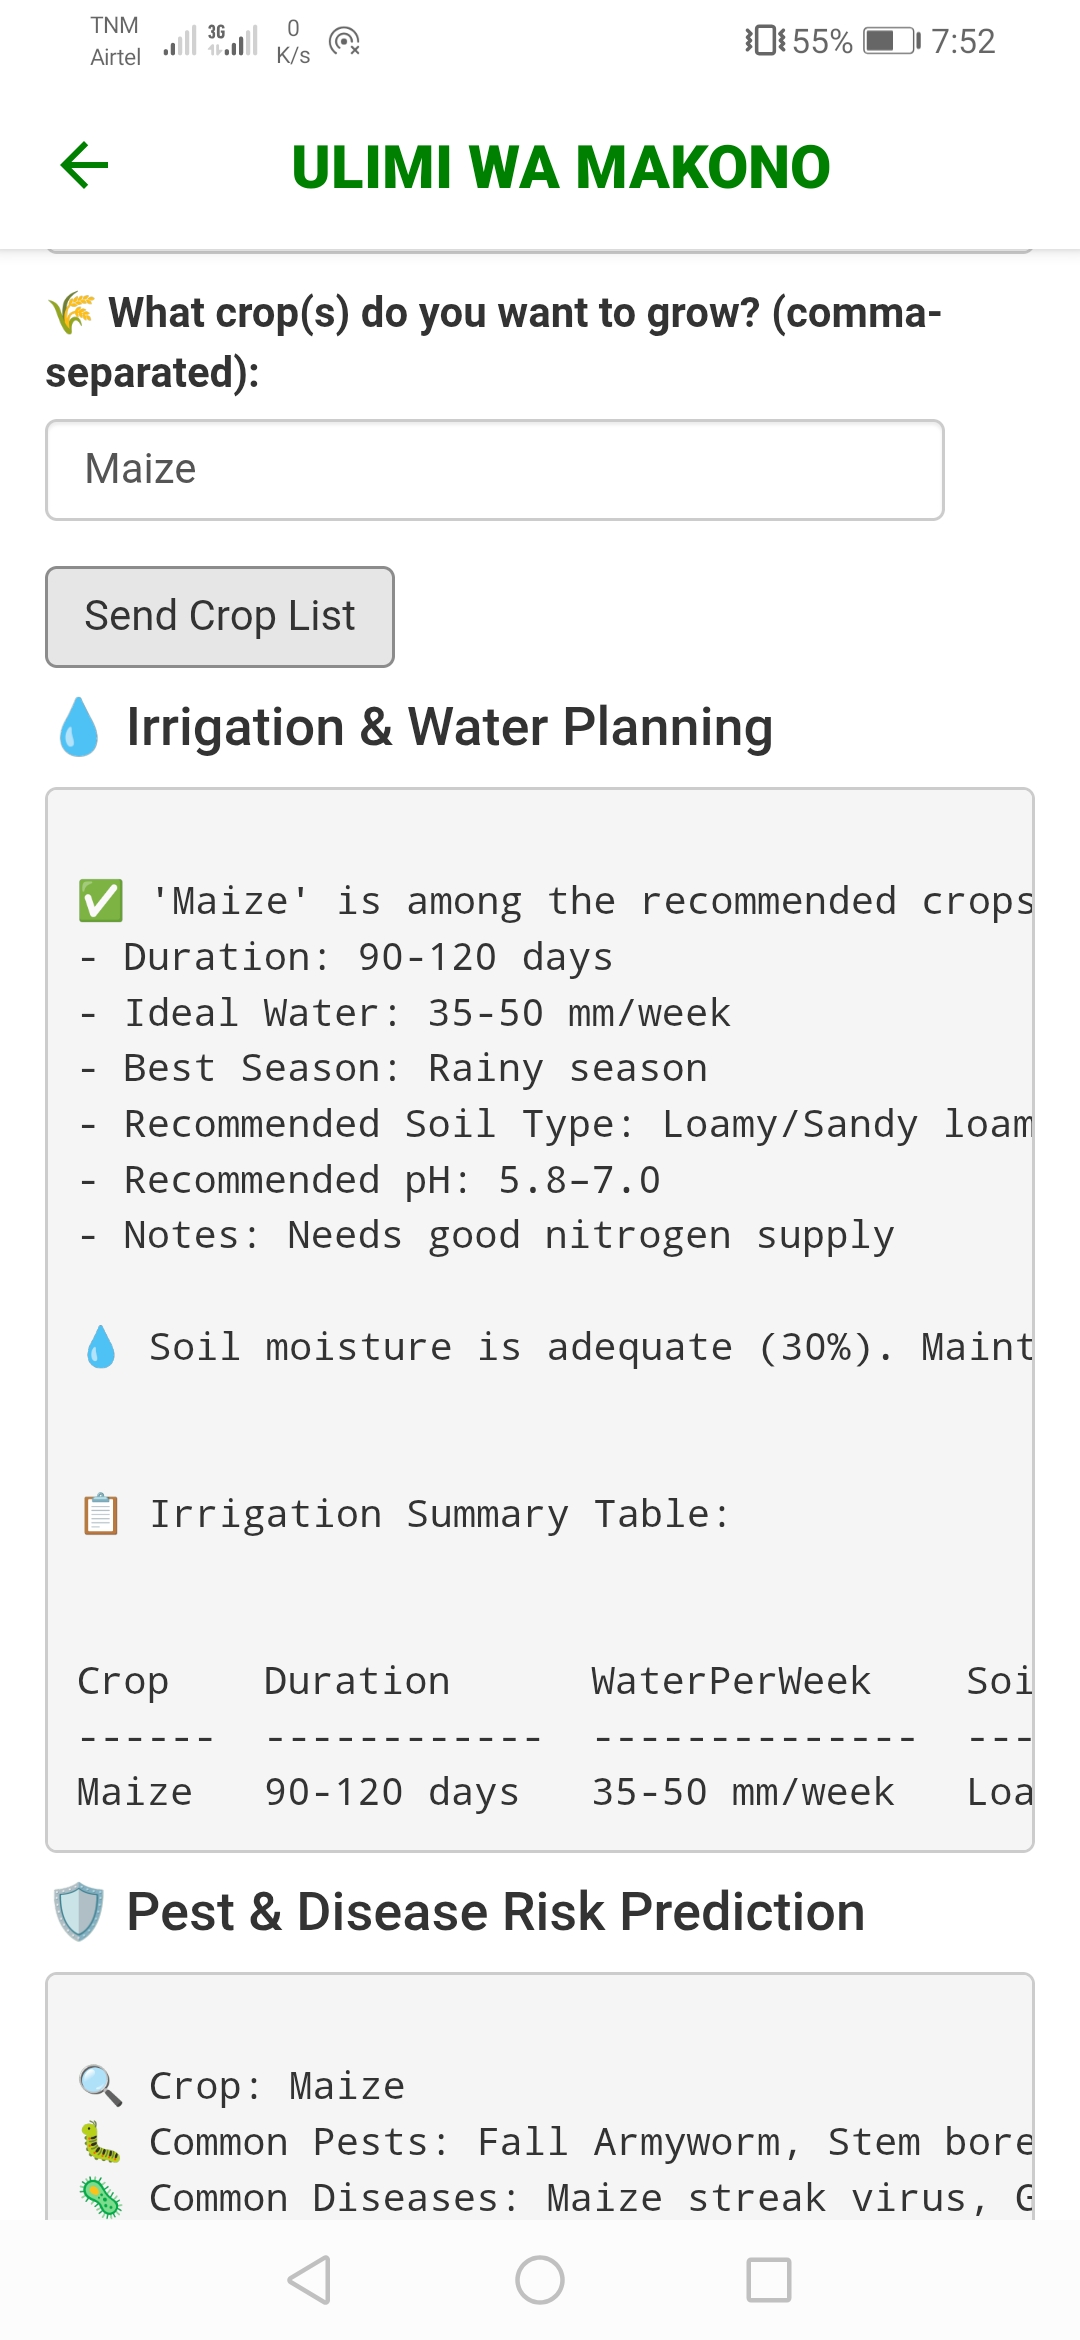 TNM
Airtel
3G
0
K/s
55%
7:52
ULIMI WA MAKONO
🌾 What crop(s) do you want to grow? (comma-
separated):
Maize
Send Crop List
💧 Irrigation & Water Planning
✅ 'Maize' is among the recommended crops
- Duration: 90-120 days
- Ideal Water: 35-50 mm/week
- Best Season: Rainy season
- Recommended Soil Type: Loamy/Sandy loam
- Recommended pH: 5.8–7.0
- Notes: Needs good nitrogen supply
💧 Soil moisture is adequate (30%). Maint
📋 Irrigation Summary Table:
Crop Duration WaterPerWeek Soi
------ ------------ -------------- ---
Maize 90-120 days 35-50 mm/week Loa
🛡️ Pest & Disease Risk Prediction
🔍 Crop: Maize
🐛 Common Pests: Fall Armyworm, Stem bore
🦠 Common Diseases: Maize streak virus, G